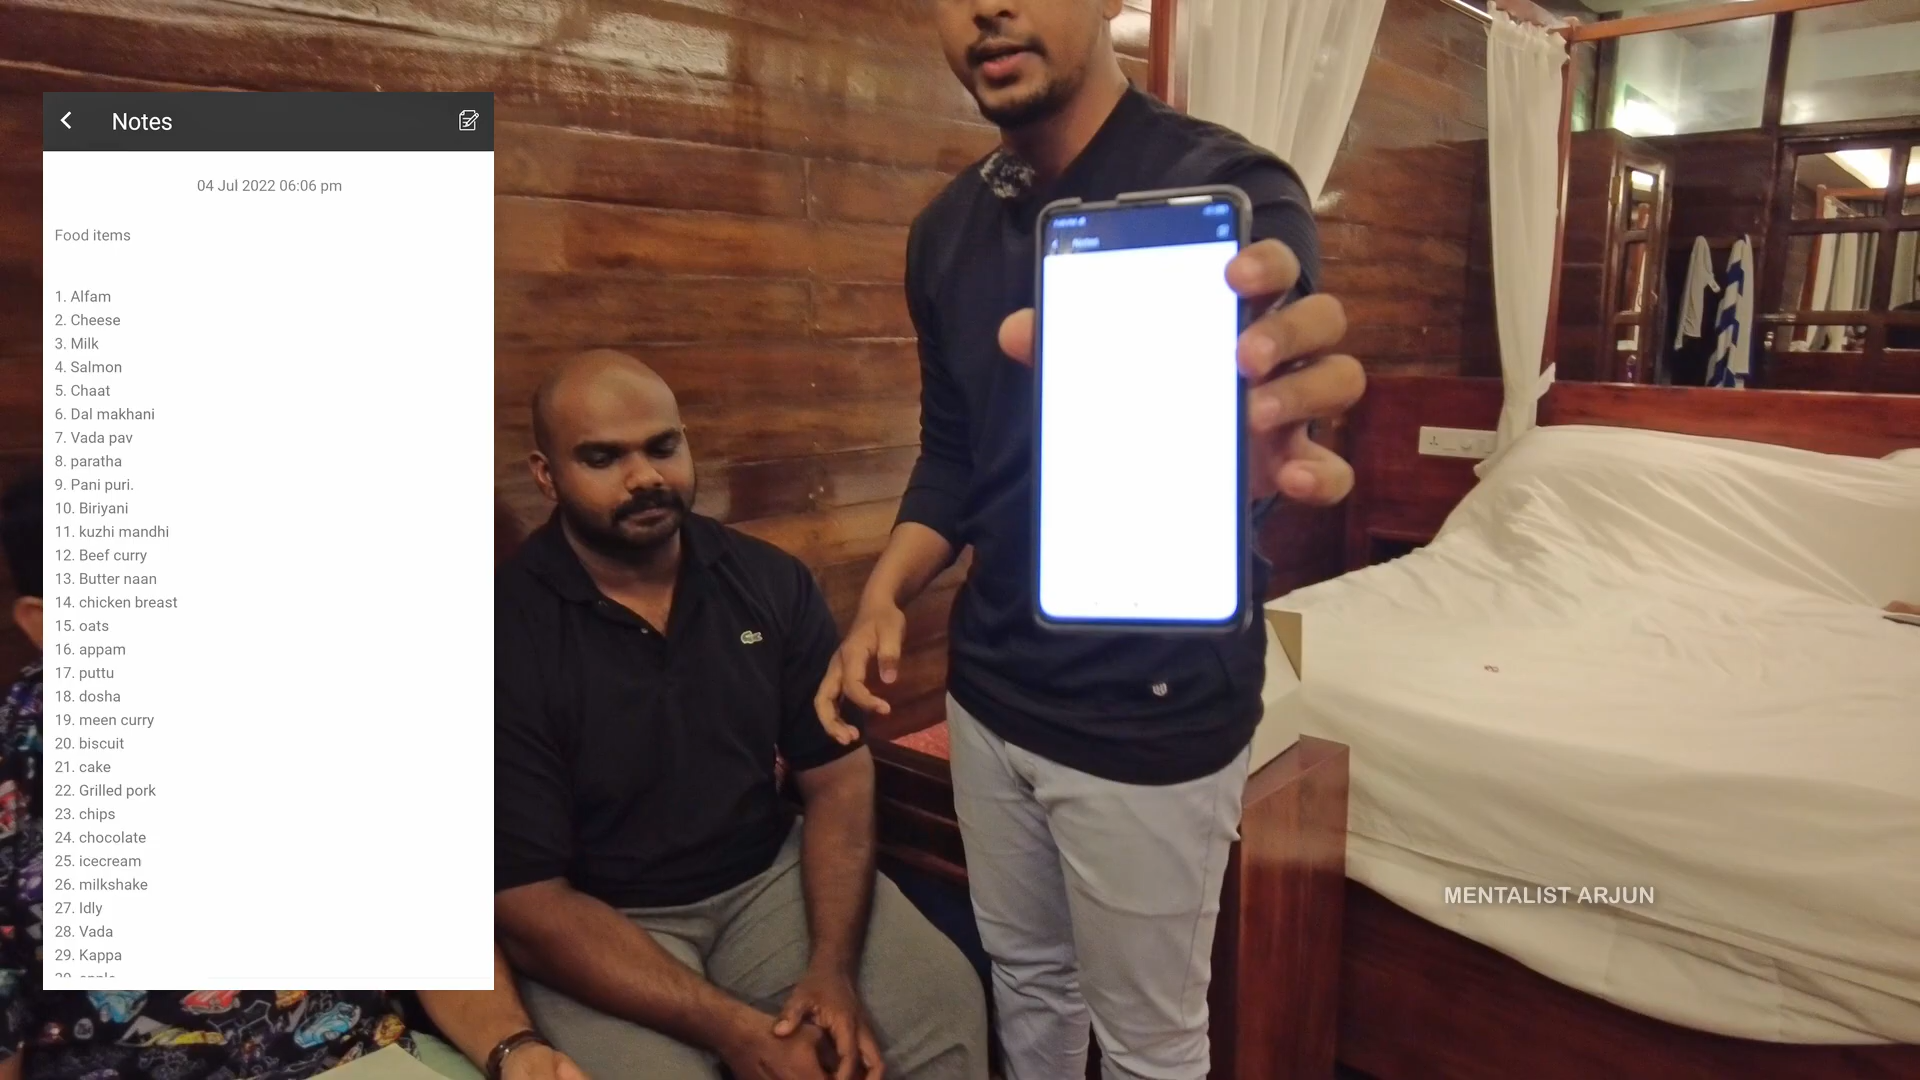 Notes
04 Jul 2022 06:06 pm
Food items
1. Alfam
2. Cheese
3. Milk
4. Salmon
5. Chaat
6. Dal makhani
7. Vada pav
8. paratha
9. Pani puri.
10. Biriyani
11. kuzhi mandhi
12. Beef curry
13. Butter naan
14. chicken breast
15. oats
16. appam
17. puttu
18. dosha
19. meen curry
20. biscuit
21. cake
22. Grilled pork
23. chips
24. chocolate
25. icecream
26. milkshake
27. Idly
28. Vada
29. Kappa
Notes
MENTALIST ARJUN